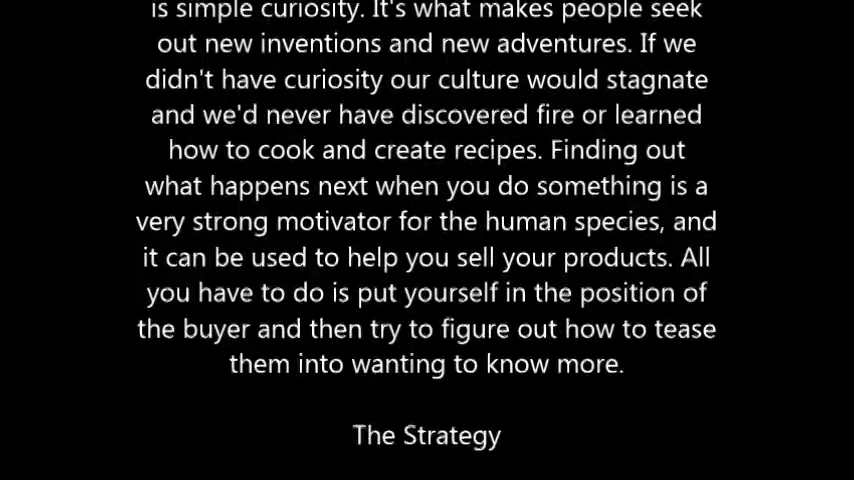 is simple curiosity. It's what makes people seek
out new inventions and new adventures. If we
didn't have curiosity our culture would stagnate
and we'd never have discovered fire or learned
how to cook and create recipes. Finding out
what happens next when you do something is a
very strong motivator for the human species, and
it can be used to help you sell your products. All
you have to do is put yourself in the position of
the buyer and then try to figure out how to tease
them into wanting to know more.
The Strategy